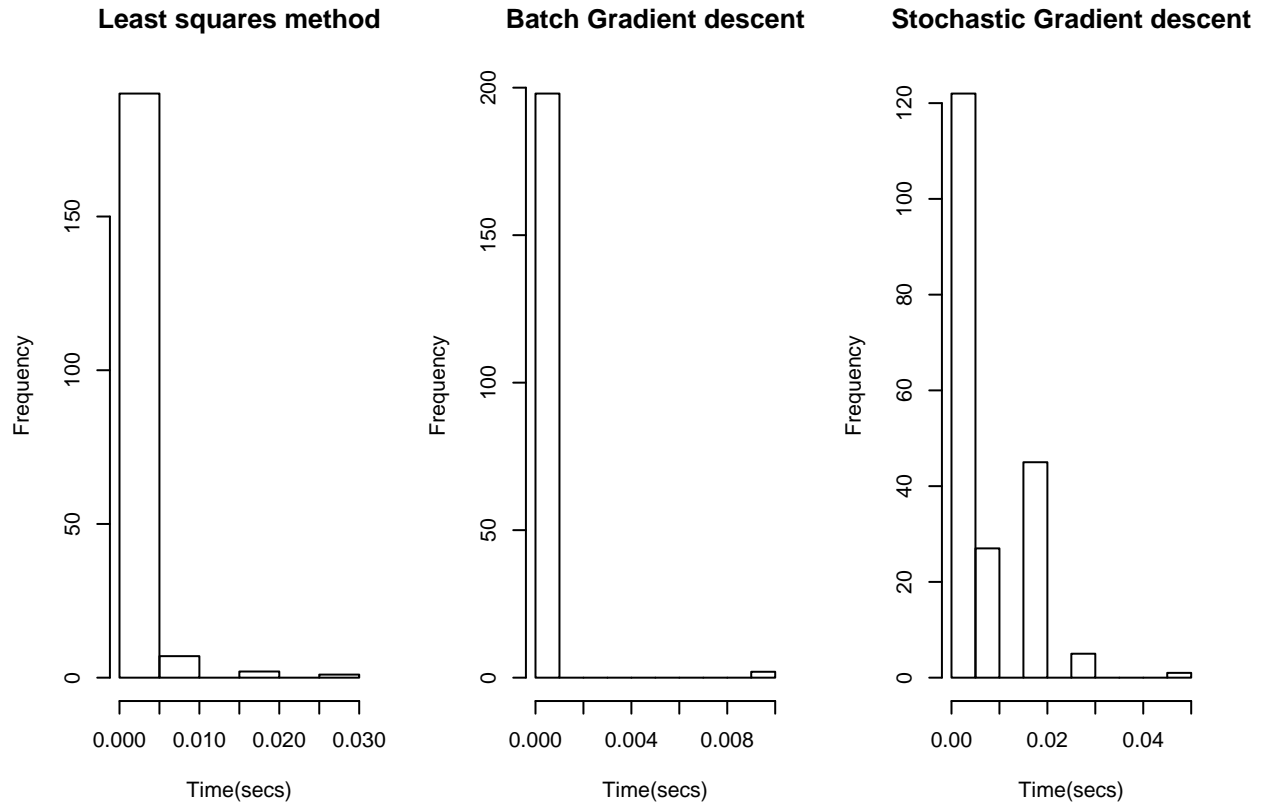 Least squares method
Frequency
150
100
50
0
0.000 0.010 0.020 0.030
Time(secs)
Batch Gradient descent
Frequency
200
150
100
50
0
0.000 0.004 0.008
Time(secs)
Stochastic Gradient descent
Frequency
120
100
80
60
40
20
0
0.00 0.02 0.04
Time(secs)